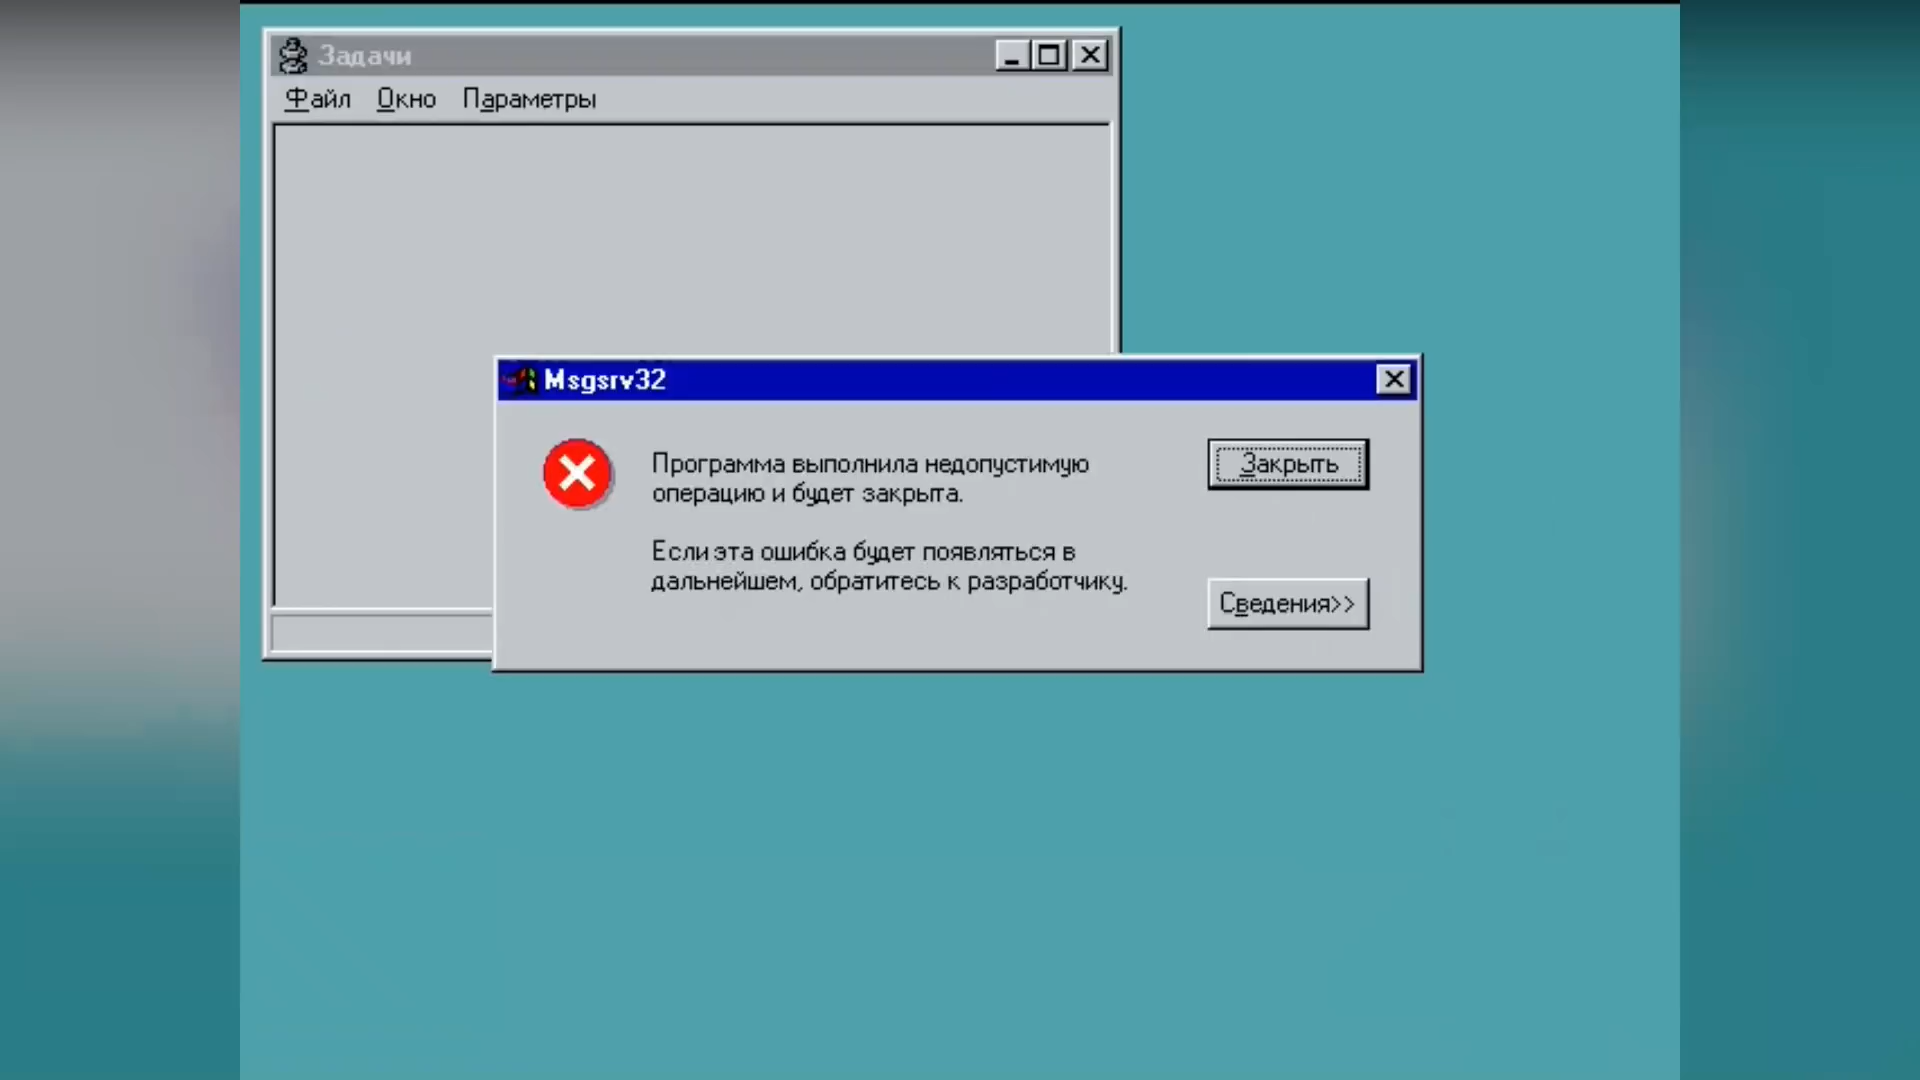 Задачи
Файл Окно Параметры
Msgsrv32
Программа выполнила недопустимую
операцию и будет закрыта.
Если эта ошибка будет появляться в
дальнейшем, обратитесь к разработчику.
Закрыть
Сведения>>